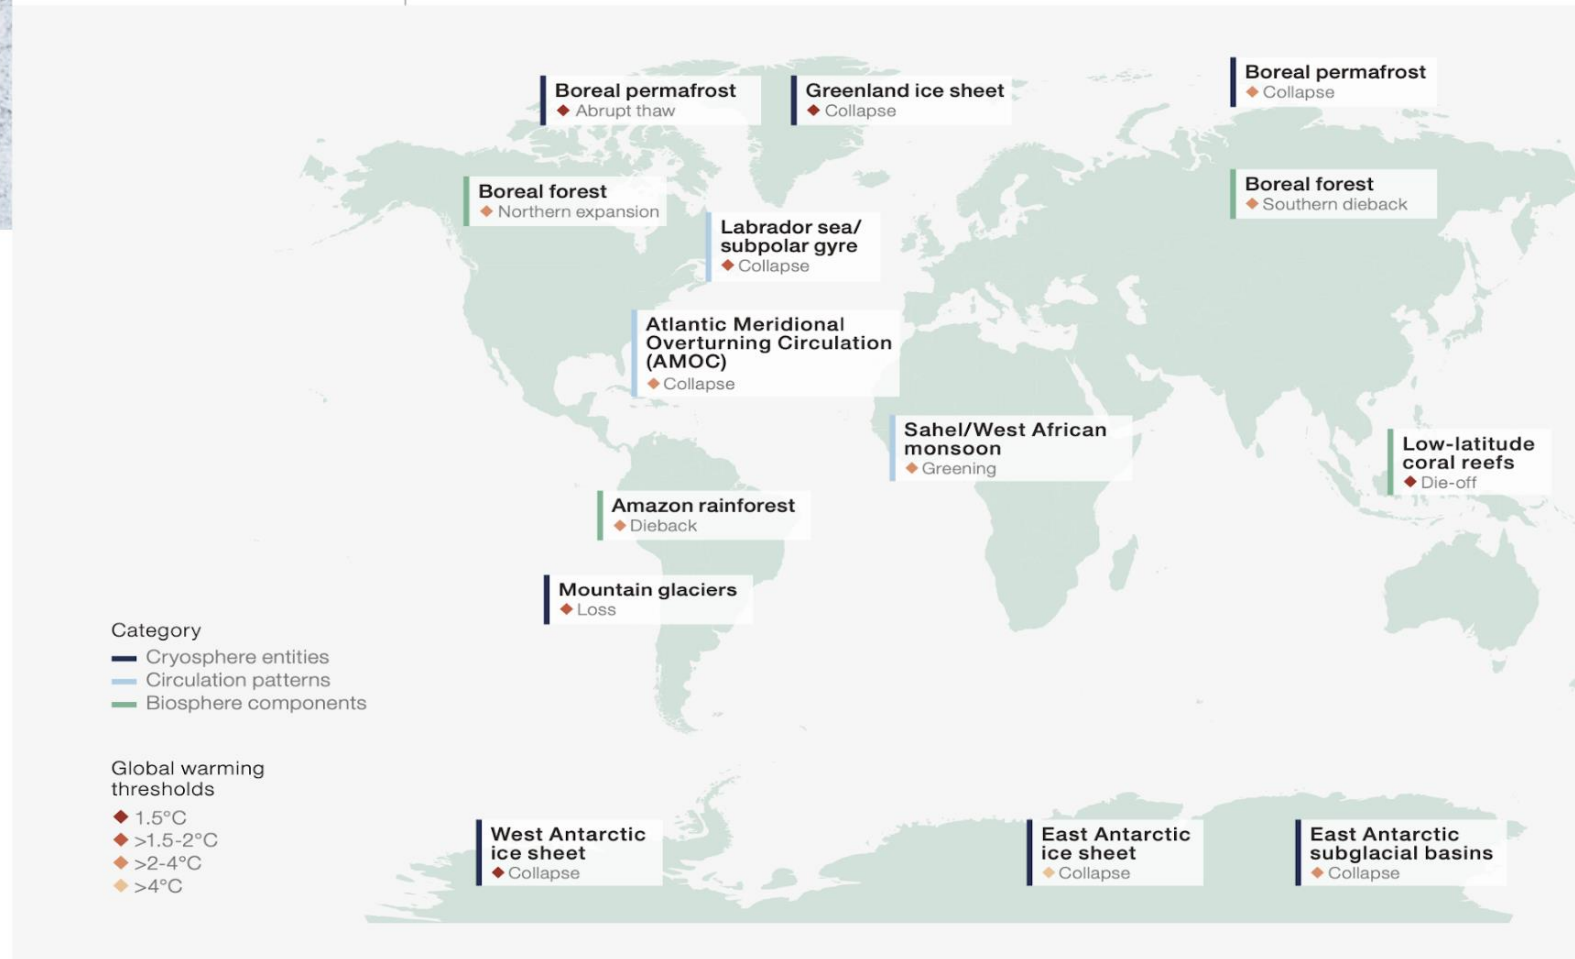 Boreal permafrost
Abrupt thaw
Greenland ice sheet
Collapse
Boreal permafrost
Collapse
Boreal forest
Northern expansion
Boreal forest
Southern dieback
Labrador sea/
subpolar gyre
Collapse
Atlantic Meridional
Overturning Circulation
(AMOC)
Collapse
Sahel/West African
monsoon
Greening
Low-latitude
coral reefs
Die-off
Amazon rainforest
Dieback
Mountain glaciers
Loss
Category
Cryosphere entities
Circulation patterns
Biosphere components
Global warming
thresholds
1.5°C
>1.5-2°C
>2-4°C
>4°C
West Antarctic
ice sheet
Collapse
East Antarctic
ice sheet
Collapse
East Antarctic
subglacial basins
Collapse